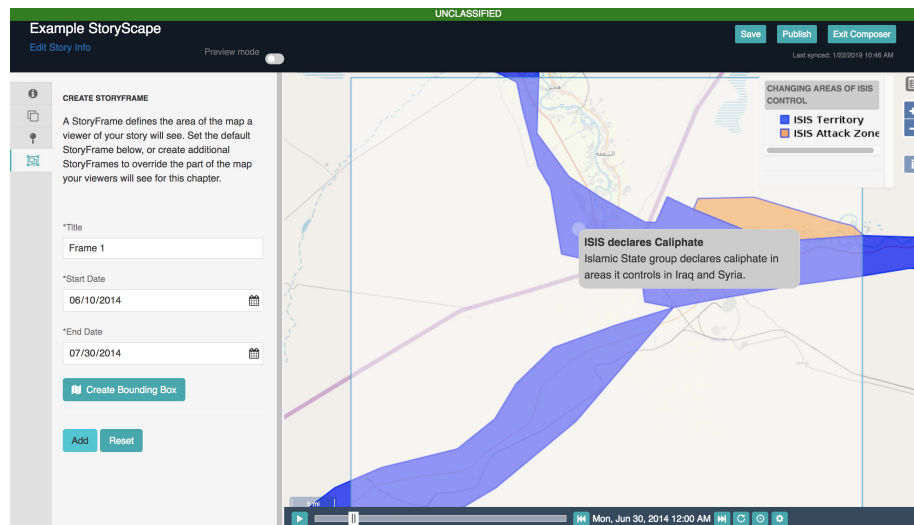 UNCLASSIFIED
Example StoryScape
Edit Story Info
Preview mode
Save
Publish
Exit Composer
Last synced: 1/22/2019 10:46 AM
CREATE STORYFRAME
A StoryFrame defines the area of the map a
viewer of your story will see. Set the default
StoryFrame below, or create additional
StoryFrames to override the part of the map
your viewers will see for this chapter.
*Title
Frame 1
*Start Date
06/10/2014
*End Date
07/30/2014
Create Bounding Box
Add
Reset
CHANGING AREAS OF ISIS
CONTROL
ISIS Territory
ISIS Attack Zone
هجين
الشعفه
ISIS declares Caliphate
Islamic State group declares caliphate in
areas it controls in Iraq and Syria.
5 mi
Mon, Jun 30, 2014 12:00 AM